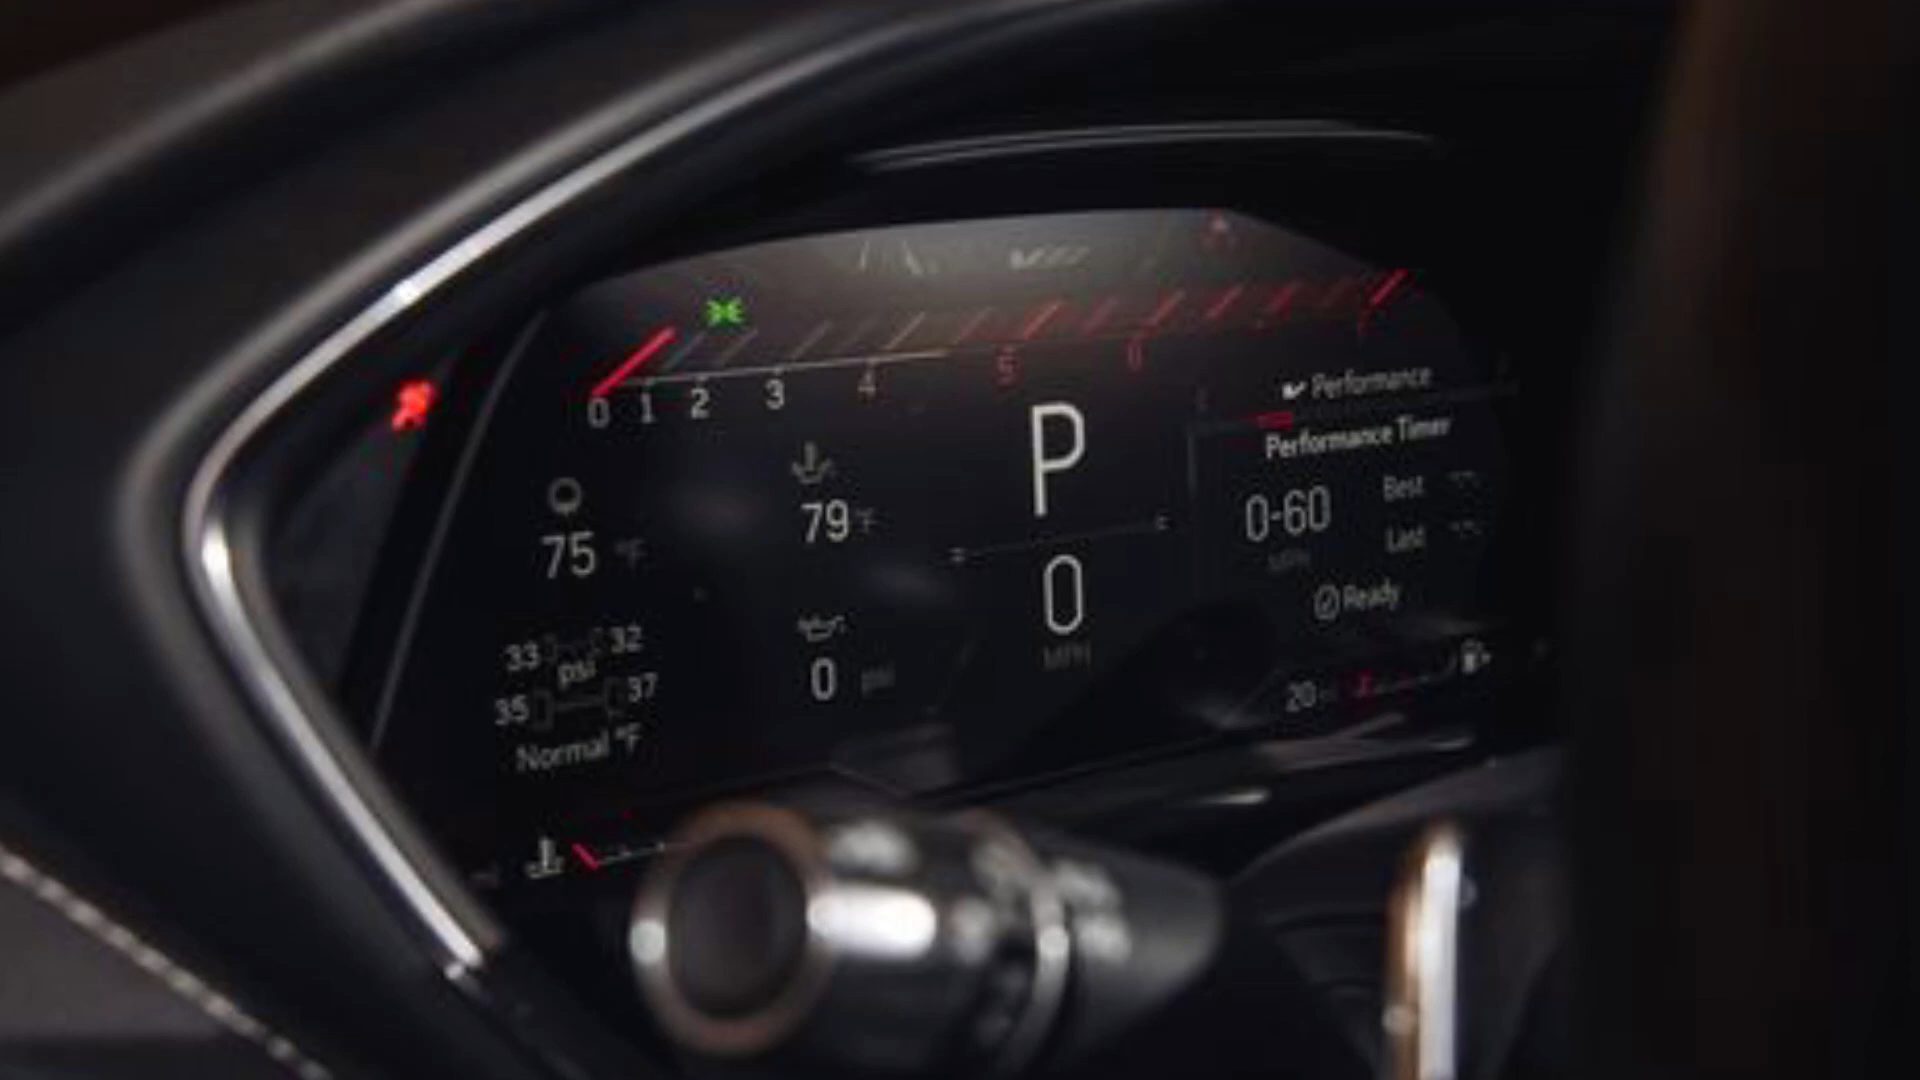 0 1 2 3 4 5 6
Performance
Performance Timer
P
79 °F
75 °F
0-60
MPH
Best
Last
0
MPH
Ready
33 32
psi
35 37
Normal °F
0 psi
20